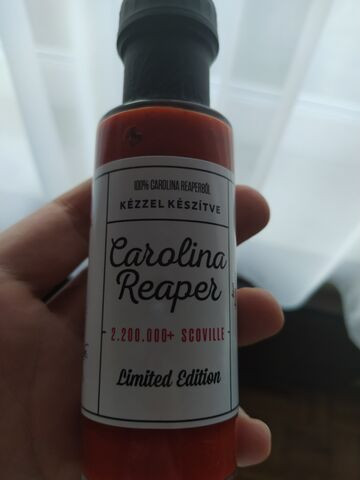 100% CAROLINA REAPERBŐL
KÉZZEL KÉSZÍTVE
Carolina
Reaper
2.200.000+ SCOVILLE
Limited Edition